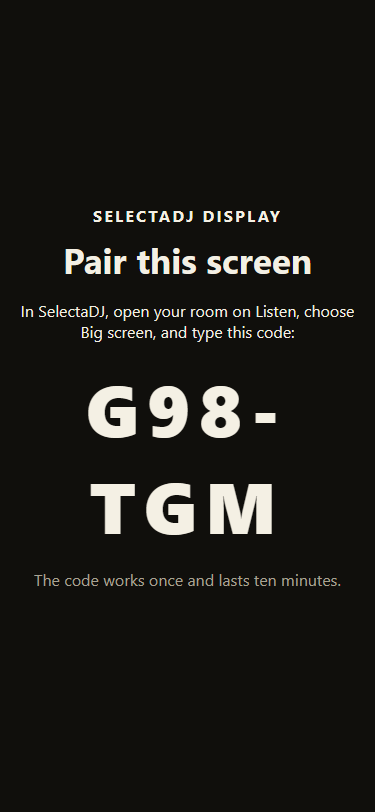 SELECTADJ DISPLAY
Pair this screen
In SelectaDJ, open your room on Listen, choose
Big screen, and type this code:
G98-
TGM
The code works once and lasts ten minutes.